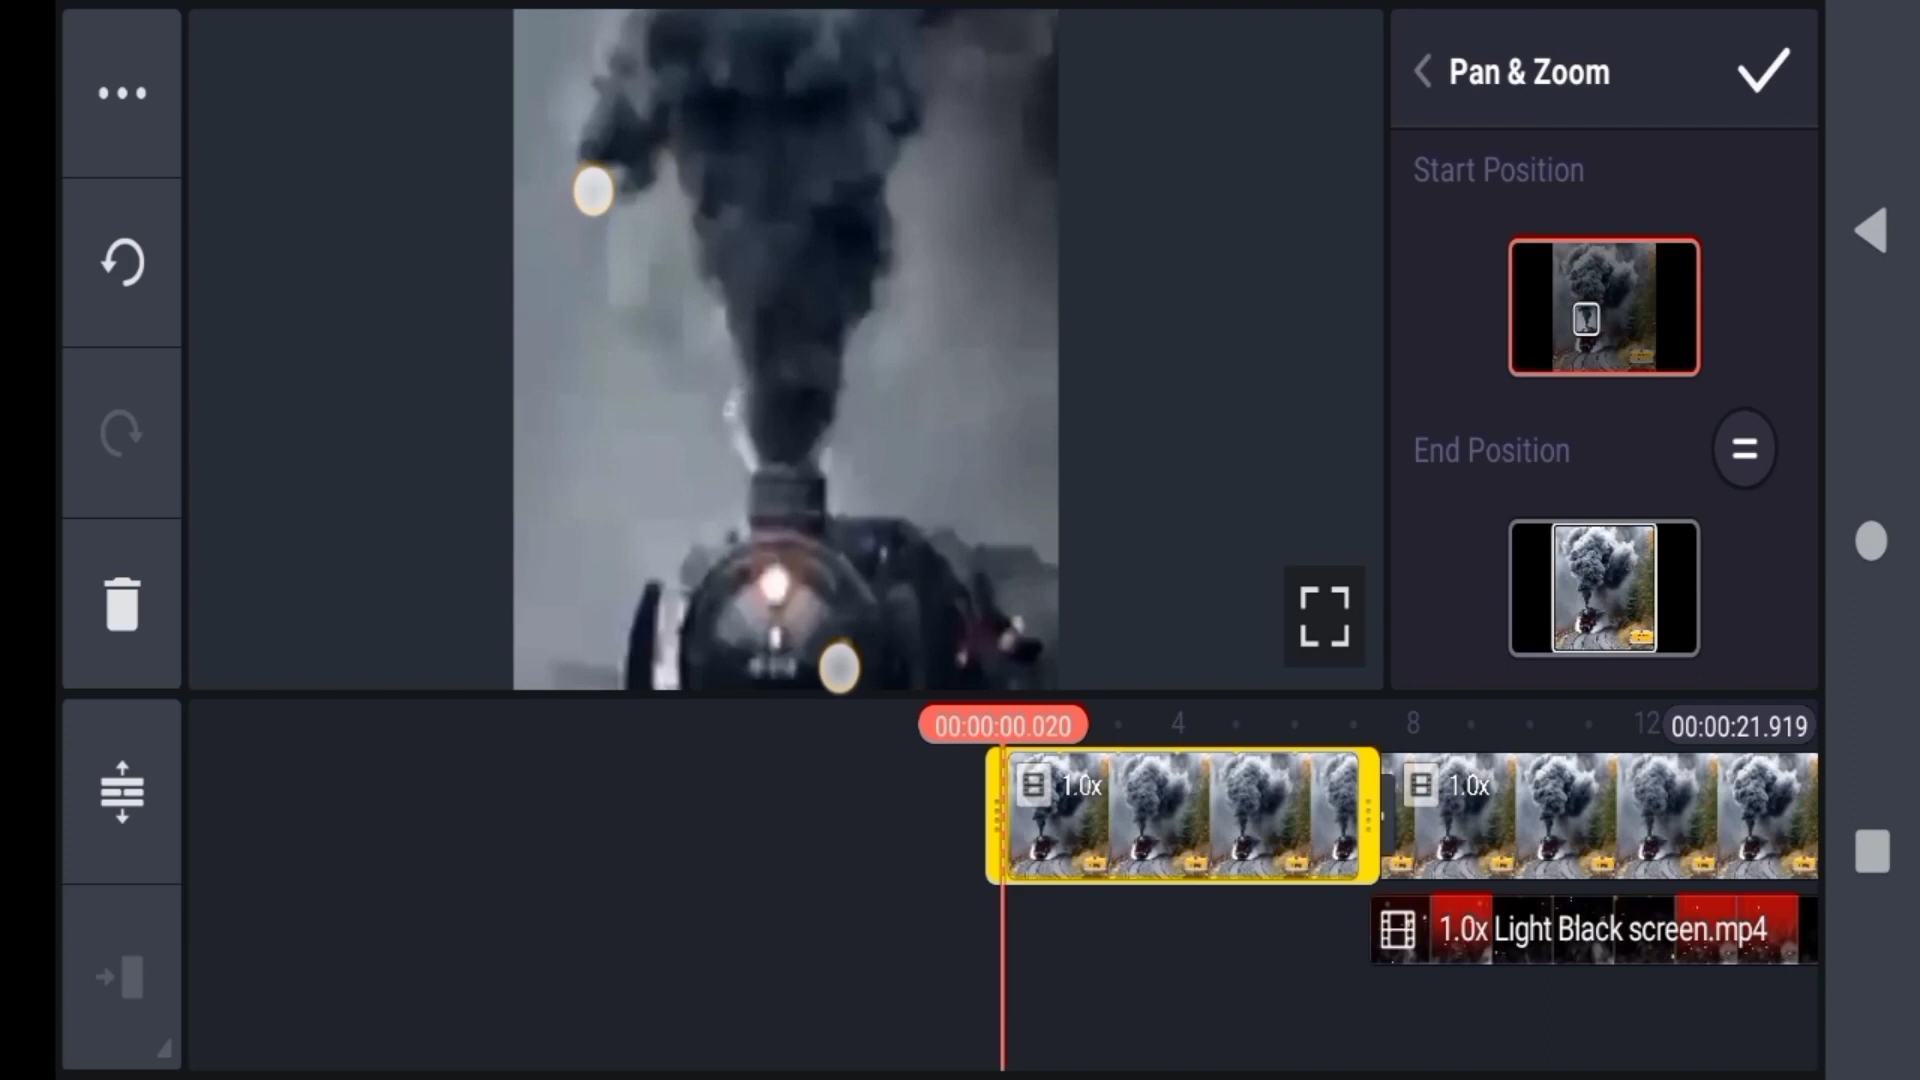 Pan & Zoom
Start Position
End Position
00:00:00.020
4
8
12
00:00:21.919
1.0x
1.0x
1.0x Light Black screen.mp4